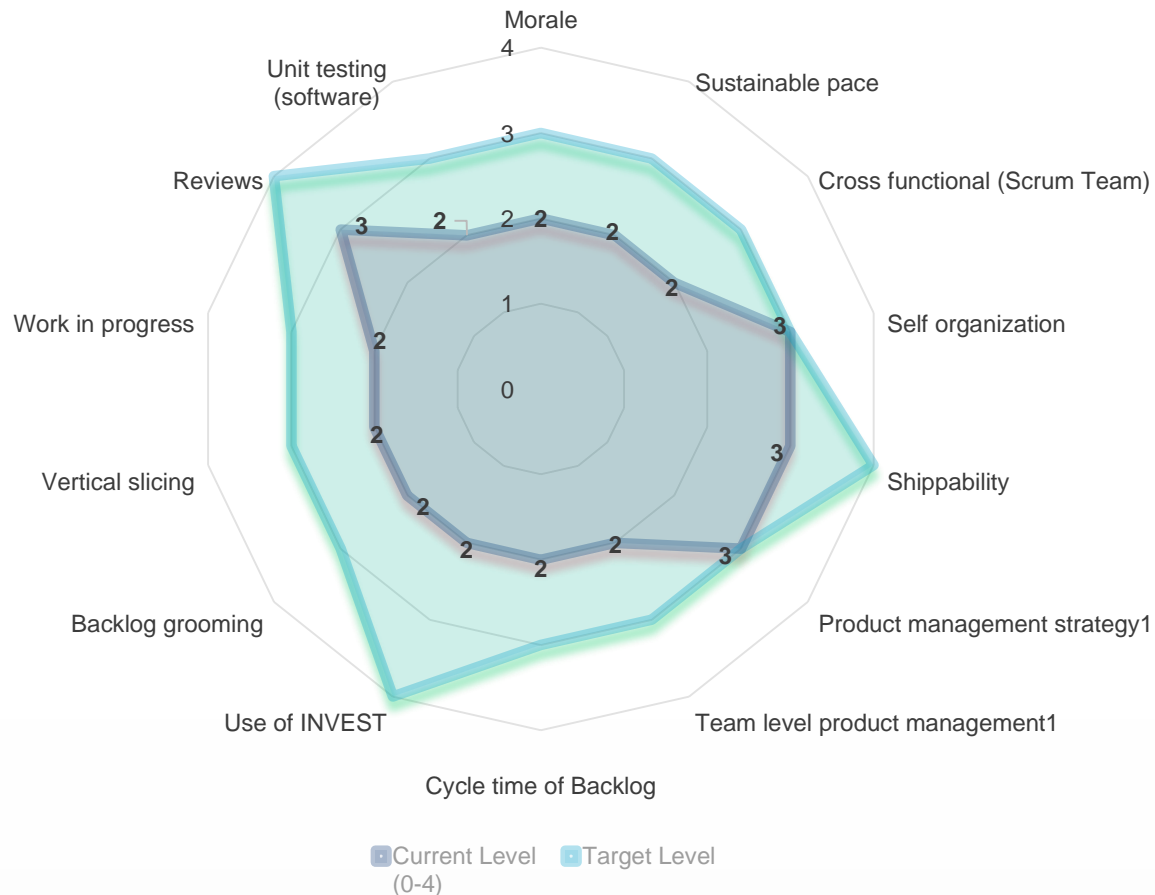 Morale
4
Unit testing
(software)
Sustainable pace
3
Reviews
Cross functional (Scrum Team)
3
2
2
2
2
2
3
Work in progress
2
1
Self organization
0
2
3
Vertical slicing
Shippability
2
2
2
2
3
Backlog grooming
Product management strategy1
Use of INVEST
Team level product management1
Cycle time of Backlog
Current Level
(0-4)
Target Level